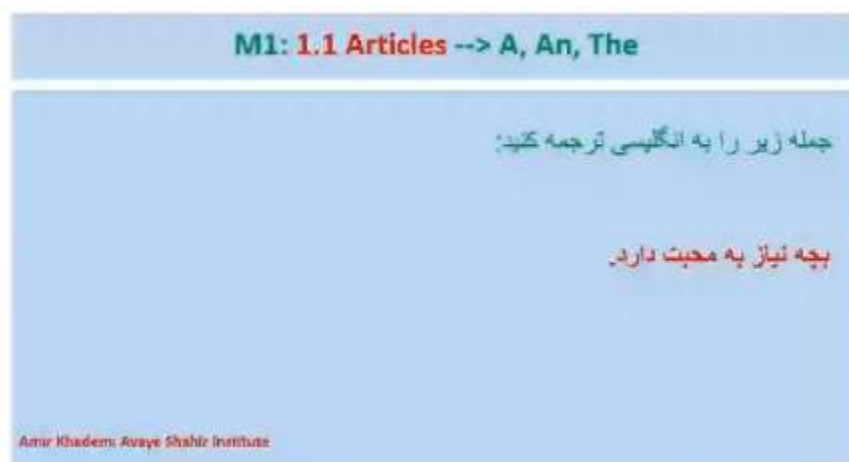 M1: 1.1 Articles --> A, An, The
جمله زیر را به انگلیسی ترجمه کنید:
بچه نیاز به محبت دارد.
Amir Khademi Avaye Shahir Institute